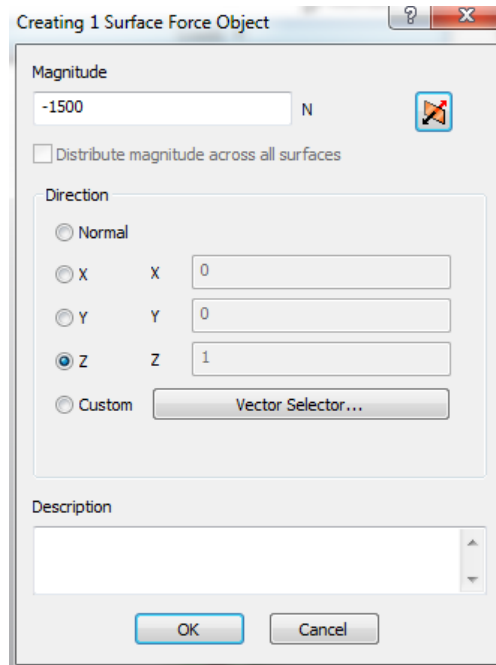 Creating 1 Surface Force Object ?
Magnitude
-1500 N
Distribute magnitude across all surfaces
Direction
Normal
X X 0
Y Y 0
Z Z 1
Custom Vector Selector...
Description
OK Cancel